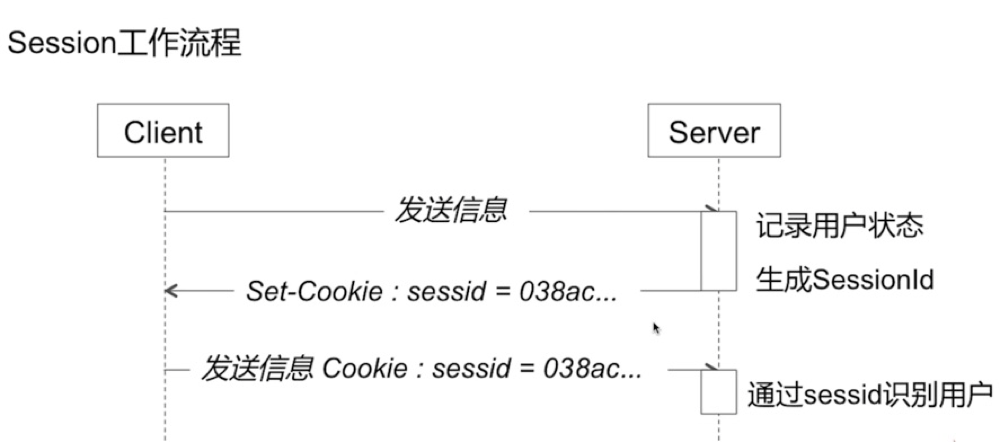 Session工作流程
Client
Server
发送信息
记录用户状态
生成SessionId
Set-Cookie : sessid = 038ac...
发送信息 Cookie : sessid = 038ac...
通过sessid识别用户